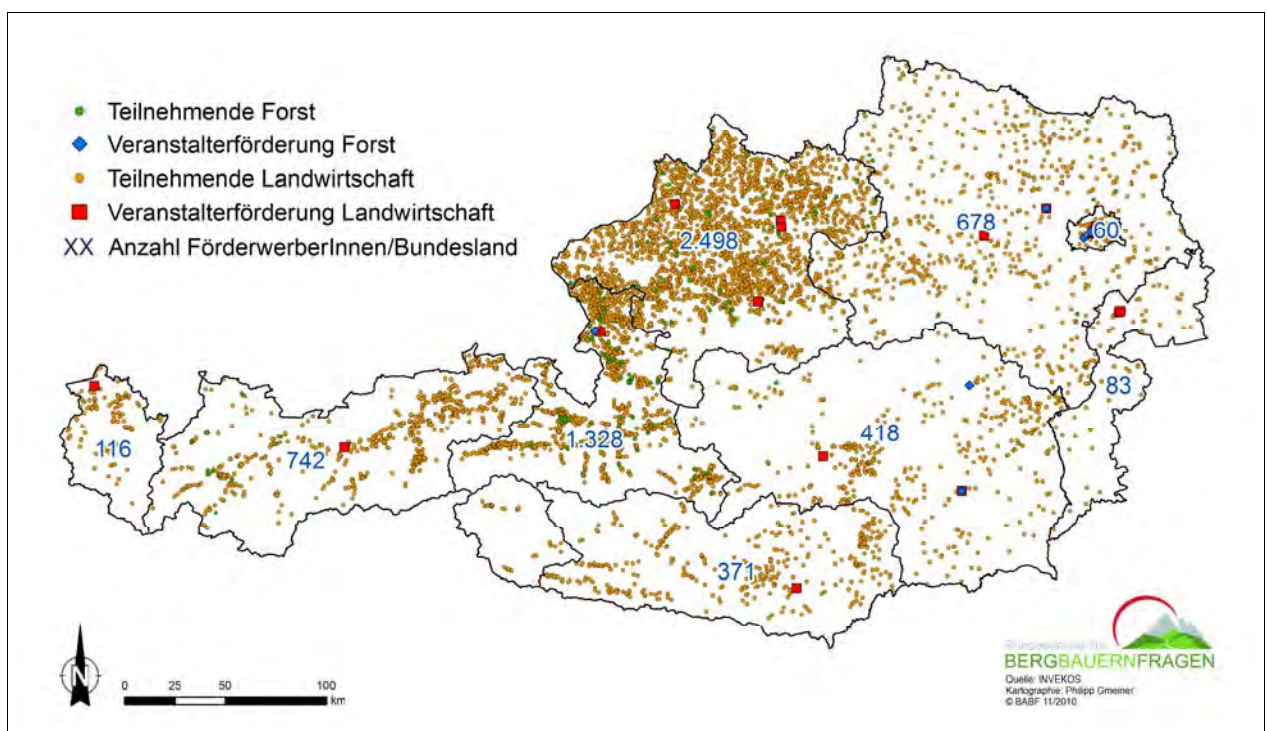 Teilnehmende Forst
Veranstalterförderung Forst
Teilnehmende Landwirtschaft
Veranstalterförderung Landwirtschaft
XX Anzahl FörderwerberInnen/Bundesland
2.498
678
60
83
116
742
1.328
418
371
N
0 25 50 100
km
BERGBAUERNFRAGEN
Quelle: INVEKOS
Kartographie: Philipp Gmeiner
© BABF 11/2010